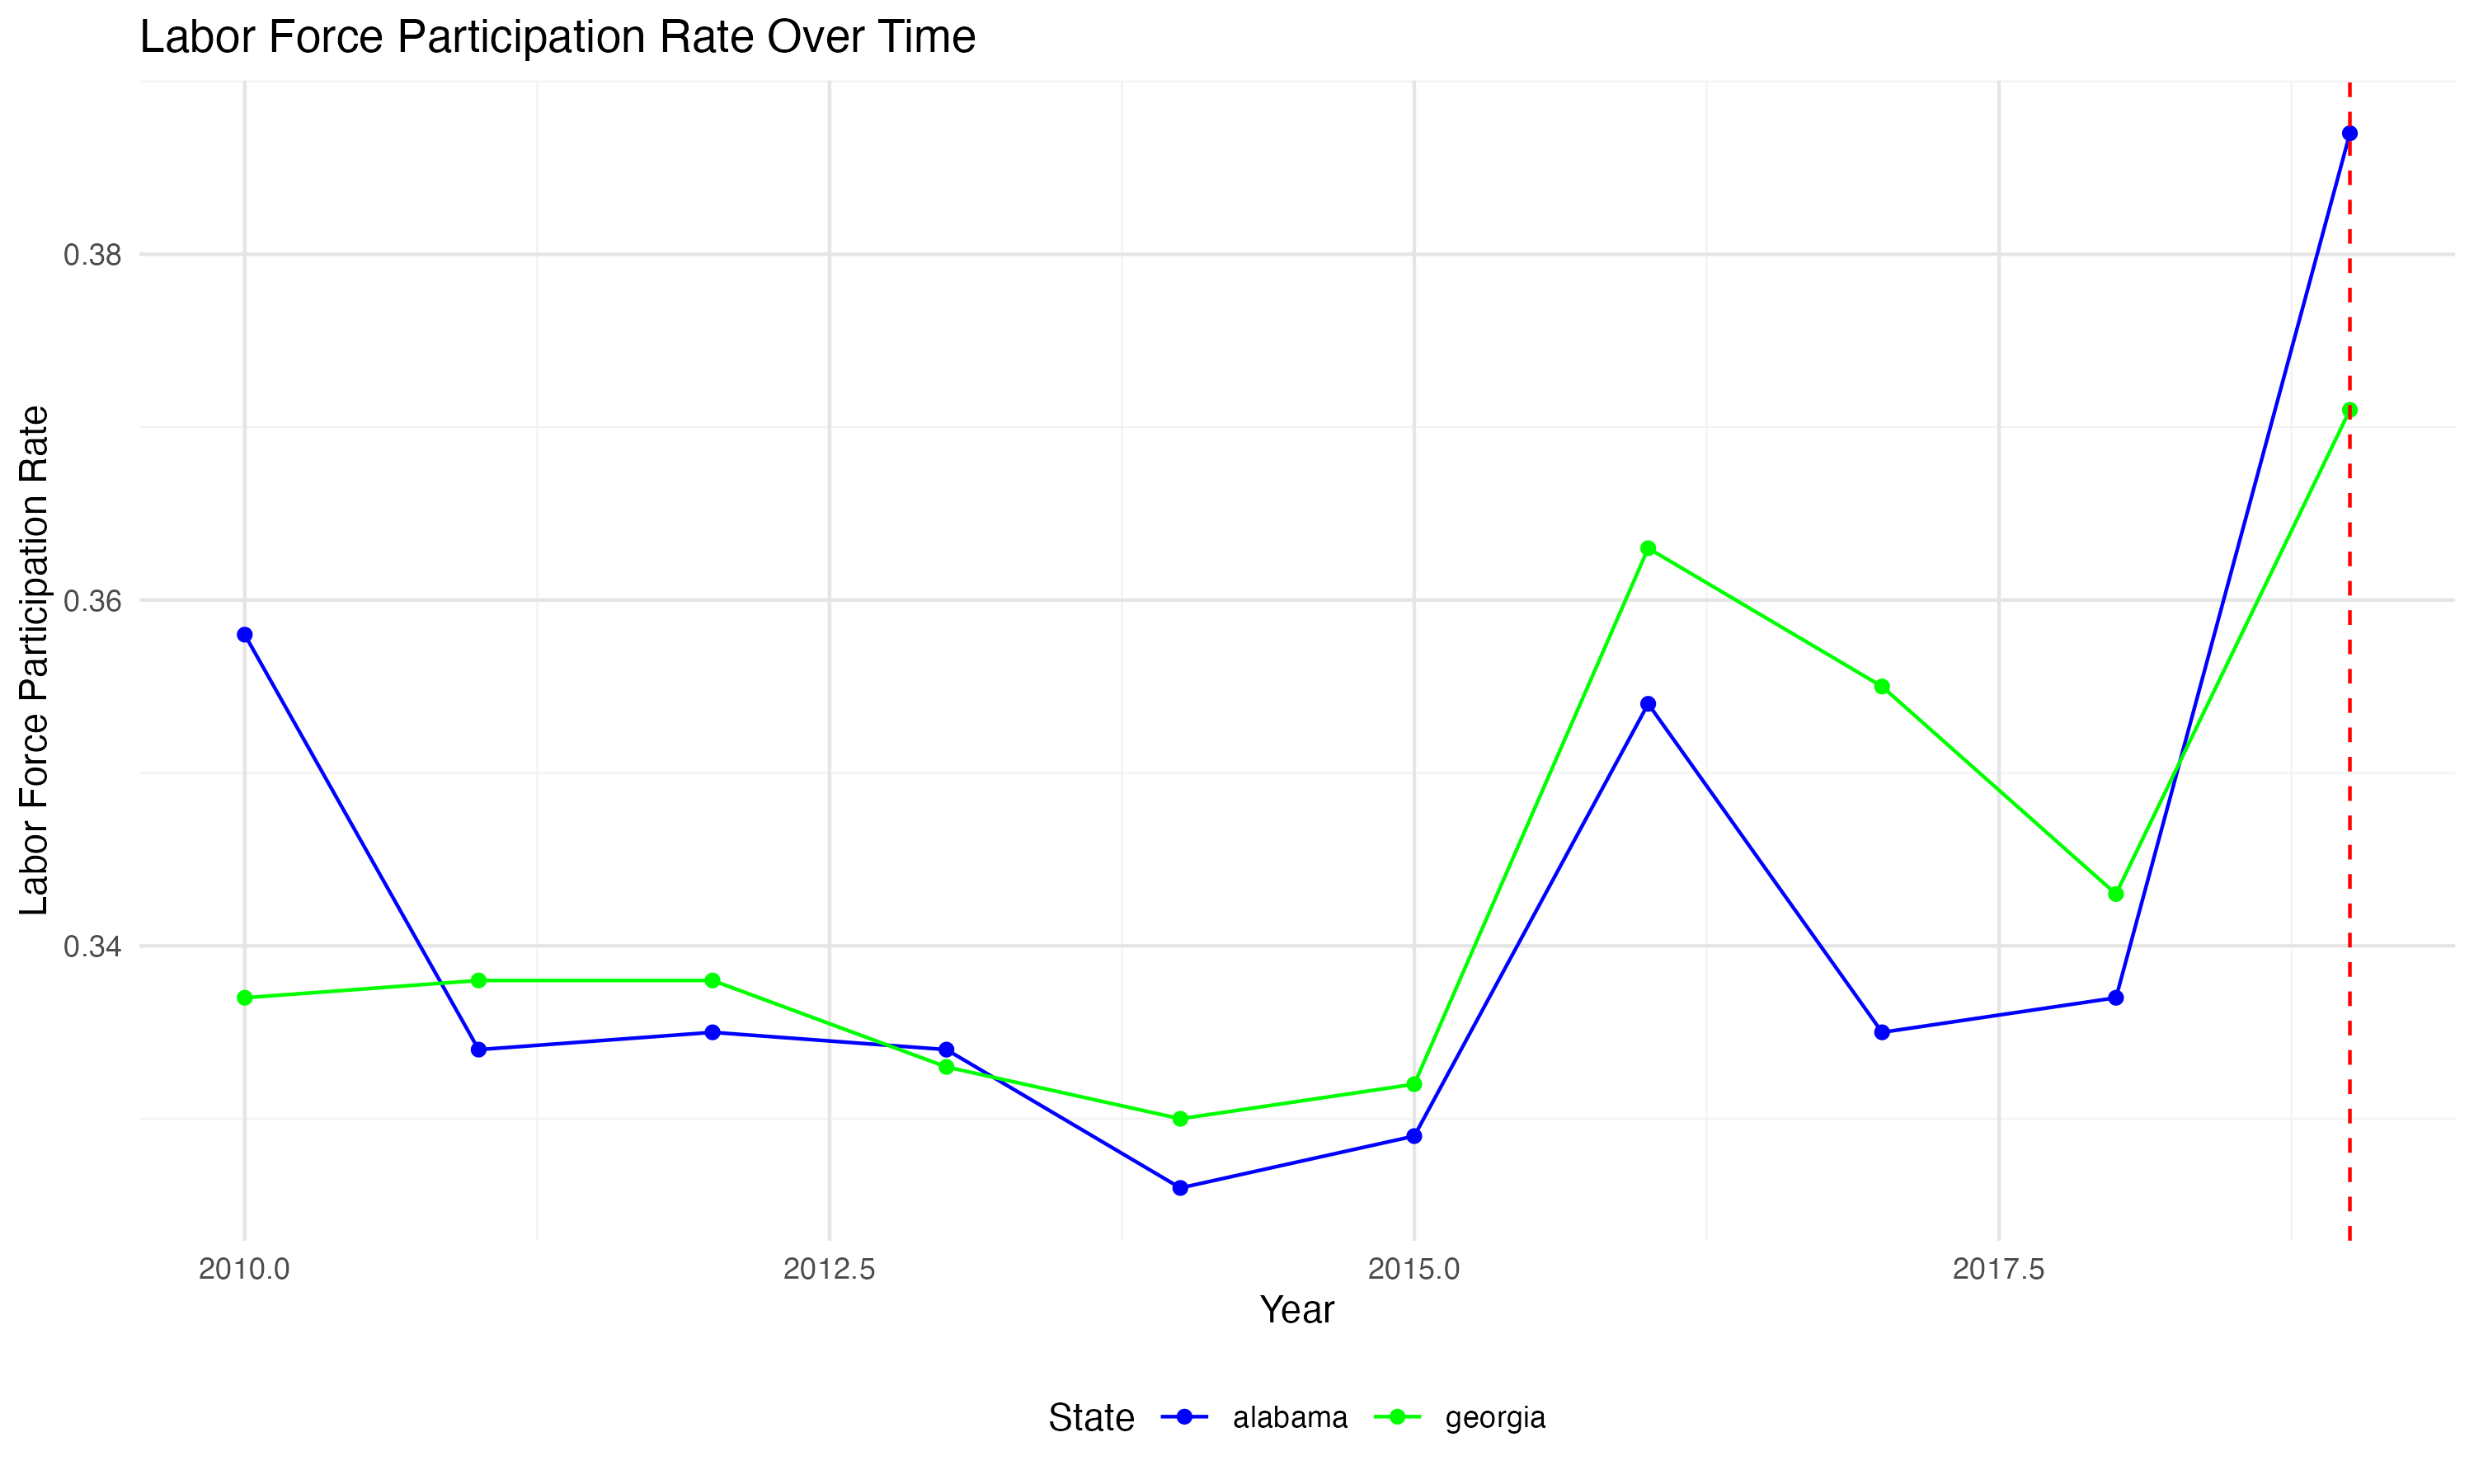 Labor Force Participation Rate Over Time
Labor Force Participation Rate
0.38
0.36
0.34
2010.0 2012.5 2015.0 2017.5
Year
State alabama georgia